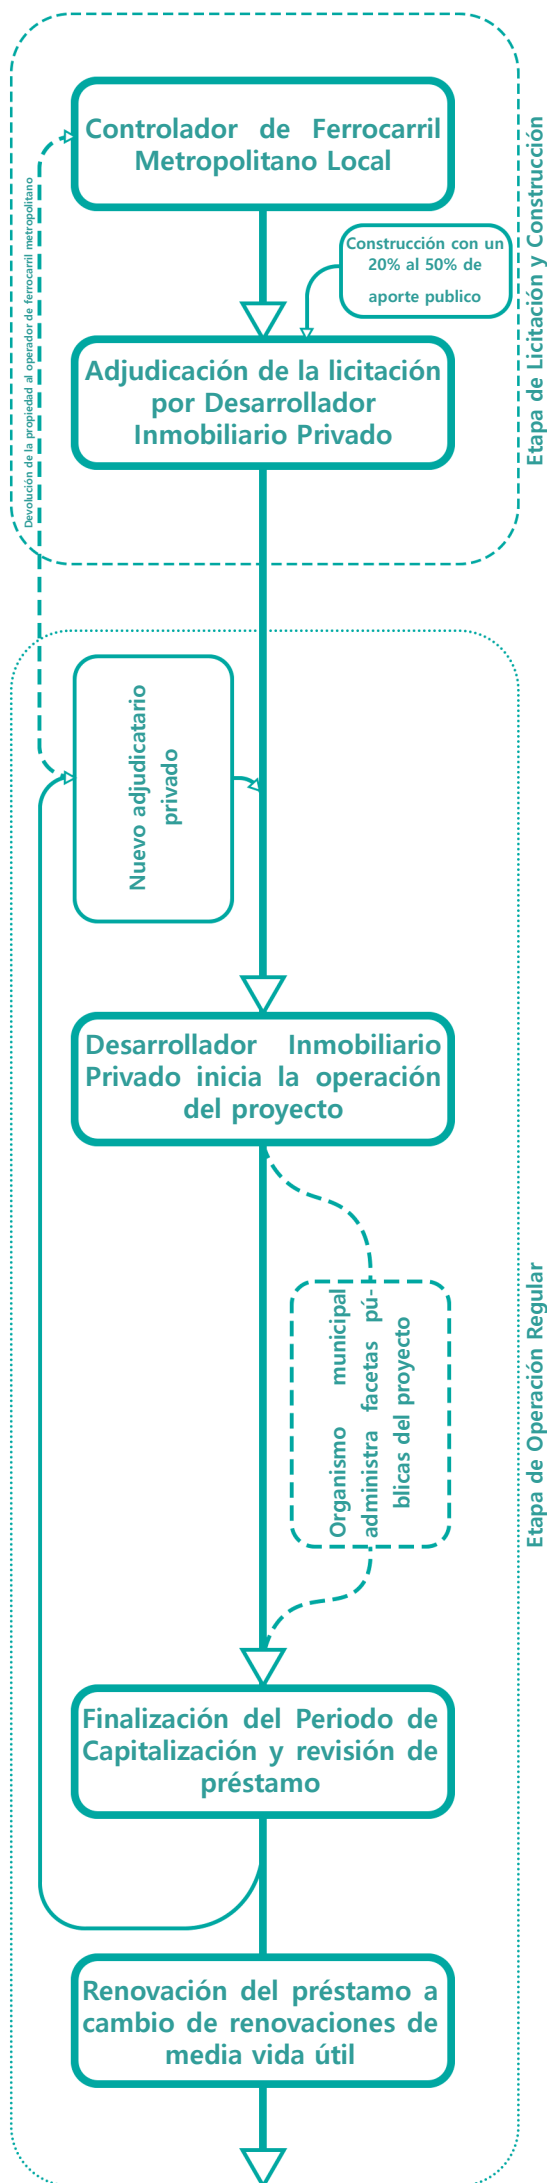 Controlador de Ferrocarril
Metropolitano Local
Construcción con un
20% al 50% de
aporte publico
Adjudicación de la licitación
por Desarrollador
Inmobiliario Privado
Devolución de la propiedad al operador de ferrocarril metropolitano
Etapa de Licitación y Construcción
Nuevo adjudicatario
privado
Desarrollador Inmobiliario
Privado inicia la operación
del proyecto
Organismo municipal
administra facetas pú-
blicas del proyecto
Etapa de Operación Regular
Finalización del Periodo de
Capitalización y revisión de
préstamo
Renovación del préstamo a
cambio de renovaciones de
media vida útil